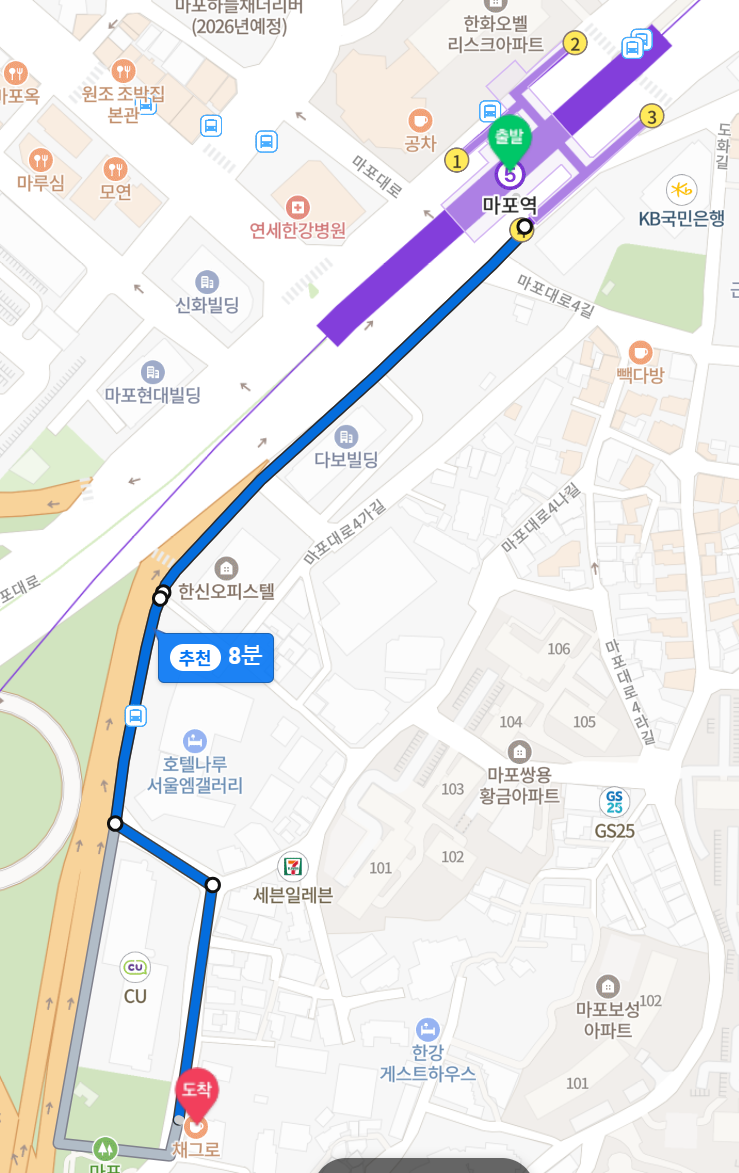 마포하늘채더리버
(2026년예정)
한화오벨
리스크아파트
2
마포옥
원조 조박집
본관
공차
출발
3
1
5
마포역
도화길
마포대로
마루심
모연
연세한강병원
KB국민은행
신화빌딩
마포대로4길
빽다방
마포현대빌딩
다보빌딩
마포대로4가길
마포대로4나길
마포대로
한신오피스텔
추천 8분
106
마포대로4라길
104
105
호텔나루
서울엠갤러리
마포쌍용
황금아파트
103
GS
25
GS25
101
102
7
세븐일레븐
CU
CU
마포보성
아파트
102
한강
게스트하우스
101
도착
채그로
마포